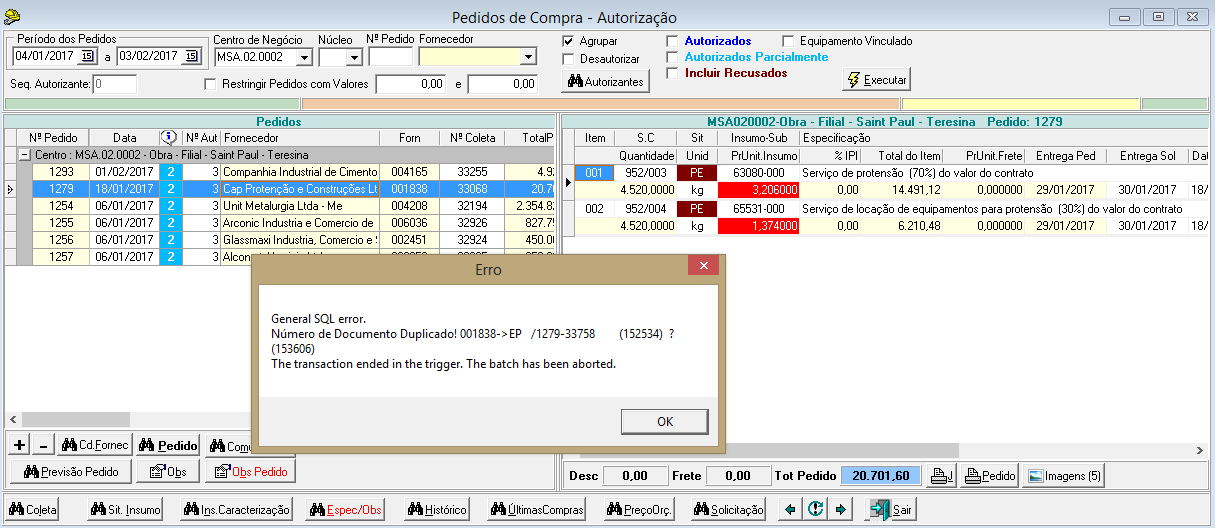 Pedidos de Compra - Autorização
Período dos Pedidos
04/01/2017 15 a 03/02/2017 15
Centro de Negócio
MSA.02.0002
Núcleo
Nº Pedido
Fornecedor
Agrupar
Desautorizar
Autorizantes
Autorizados
Equipamento Vinculado
Autorizados Parcialmente
Incluir Recusados
Executar
Seq. Autorizante: 0
Restringir Pedidos com Valores 0,00 e 0,00
Pedidos
Nº Pedido Data Nº Aut Fornecedor Forn Nº Coleta TotalP
Centro : MSA.02.0002 - Obra - Filial - Saint Paul - Teresina
1293 01/02/2017 2 3 Companhia Industrial de Cimento 004165 33255 4.92
1279 18/01/2017 2 3 Cap Protenção e Construções Lt 001838 33068 20.70
1254 06/01/2017 2 3 Unit Metalurgia Ltda - Me 004208 32194 2.354.82
1255 06/01/2017 2 3 Arconic Industria e Comercio de 006036 32926 827.75
1256 06/01/2017 2 3 Glassmaxi Industria, Comercio e 002451 32924 450.00
1257 06/01/2017 2 3
MSA020002-Obra - Filial - Saint Paul - Teresina Pedido: 1279
Item S.C Sit Insumo-Sub Especificação
Quantidade Unid PrUnit.Insumo % IPI Total do Item PrUnit.Frete Entrega Ped Entrega Sol
001 952/003 PE 63080-000 Serviço de protensão (70%) do valor do contrato
4.520,0000 kg 3,206000 0,00 14.491,12 0,000000 29/01/2017 30/01/2017 18/
002 952/004 PE 65531-000 Serviço de locação de equipamentos para protensão (30%) do valor do contrato
4.520,0000 kg 1,374000 0,00 6.210,48 0,000000 29/01/2017 30/01/2017 18/
Erro
General SQL error.
Número de Documento Duplicado! 001838->EP /1279-33758 (152534) ?
(153606)
The transaction ended in the trigger. The batch has been aborted.
OK
+ - Cd.Fornec Pedido
Previsão Pedido Obs Obs Pedido
Desc 0,00 Frete 0,00 Tot Pedido 20.701,60 Pedido Imagens (5)
Coleta Sit. Insumo Ins.Caracterização Espec/Obs Histórico ÚltimasCompras PreçoOrç. Solicitação Sair